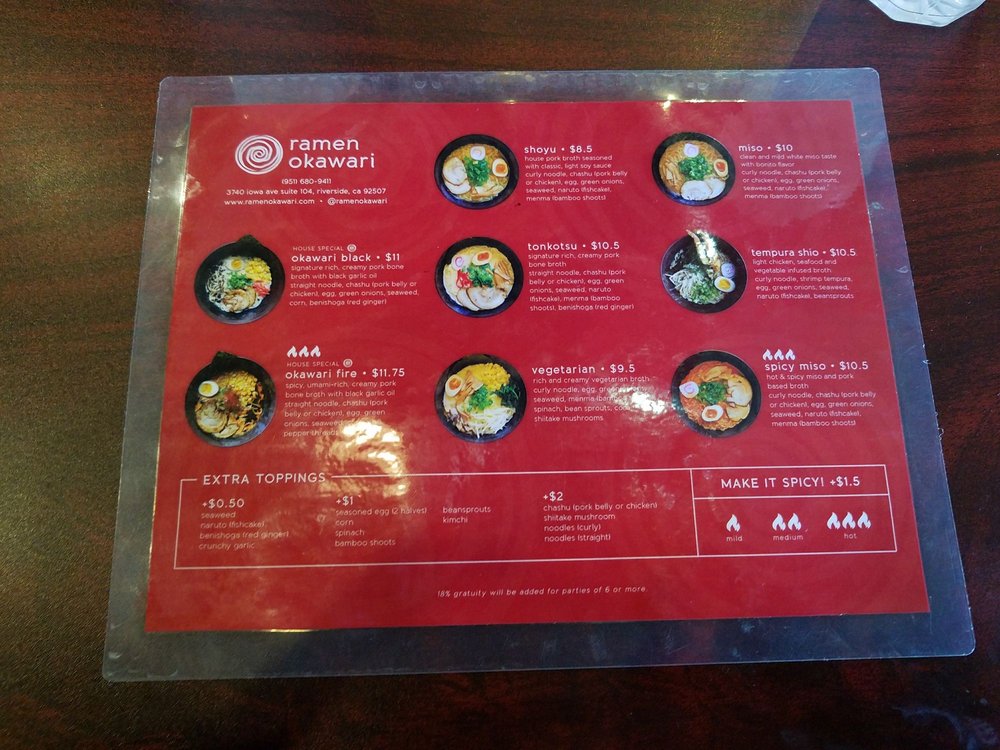 ramen
okawari
(951) 680-9411
3740 iowa ave suite 104, riverside, ca 92507
www.ramenokawari.com • @ramenokawari
shoyu • $8.5
house pork broth seasoned
with classic, light soy sauce
curly noodle, chashu (pork belly
or chicken), egg, green onions,
seaweed, naruto (fishcake),
menma (bamboo shoots)
miso • $10
clean and mild white miso taste
with bonito flavor
curly noodle, chashu (pork belly
or chicken), egg, green onions,
seaweed, naruto (fishcake),
menma (bamboo shoots)
HOUSE SPECIAL
okawari black • $11
signature rich, creamy pork bone
broth with black garlic oil
straight noodle, chashu (pork belly or
chicken), egg, green onions, seaweed,
corn, benishoga (red ginger)
tonkotsu • $10.5
signature rich, creamy pork
bone broth
straight noodle, chashu (pork
belly or chicken), egg, green
onions, seaweed, naruto
(fishcake), menma (bamboo
shoots), benishoga (red ginger)
tempura shio • $10.5
light chicken, seafood and
vegetable infused broth
curly noodle, shrimp tempura,
egg, green onions, seaweed,
naruto (fishcake), beansprouts
HOUSE SPECIAL
okawari fire • $11.75
spicy, umami-rich, creamy pork
bone broth with black garlic oil
straight noodle, chashu (pork
belly or chicken), egg, green
onions, seaweed,
pepper threads
vegetarian • $9.5
rich and creamy vegetarian broth
curly noodle, egg, green onions,
seaweed, menma (bamboo
spinach, bean sprouts,
shiitake mushrooms
spicy miso • $10.5
hot & spicy miso and pork
based broth
curly noodle, chashu (pork belly
or chicken), egg, green onions,
seaweed, naruto (fishcake),
menma (bamboo shoots)
EXTRA TOPPINGS
+$0.50
seaweed
naruto (fishcake)
benishoga (red ginger)
crunchy garlic
+$1
seasoned egg (2 halves)
corn
spinach
bamboo shoots
beansprouts
kimchi
+$2
chashu (pork belly or chicken)
shiitake mushroom
noodles (curly)
noodles (straight)
MAKE IT SPICY! +$1.5
mild
medium
hot
18% gratuity will be added for parties of 6 or more